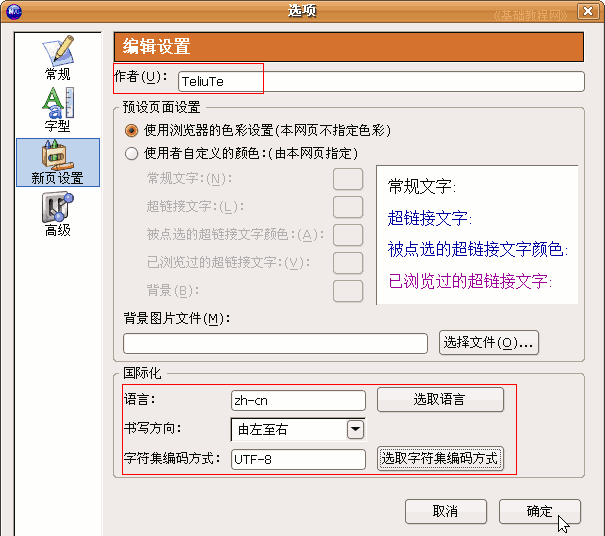 选项
《基础教程网》
常规
字型
新页设置
高级
编辑设置
作者(U): TeliuTe
预设页面设置
使用浏览器的色彩设置(本网页不指定色彩)
使用者自定义的颜色:(由本网页指定)
常规文字:(N):
超链接文字:(L):
被点选的超链接文字颜色:(A):
已浏览过的超链接文字:(V):
背景(B):
常规文字:
超链接文字:
被点选的超链接文字颜色:
已浏览过的超链接文字:
背景图片文件(M):
选择文件(O)...
国际化
语言: zh-cn 选取语言
书写方向: 由左至右
字符集编码方式: UTF-8 选取字符集编码方式
取消 确定